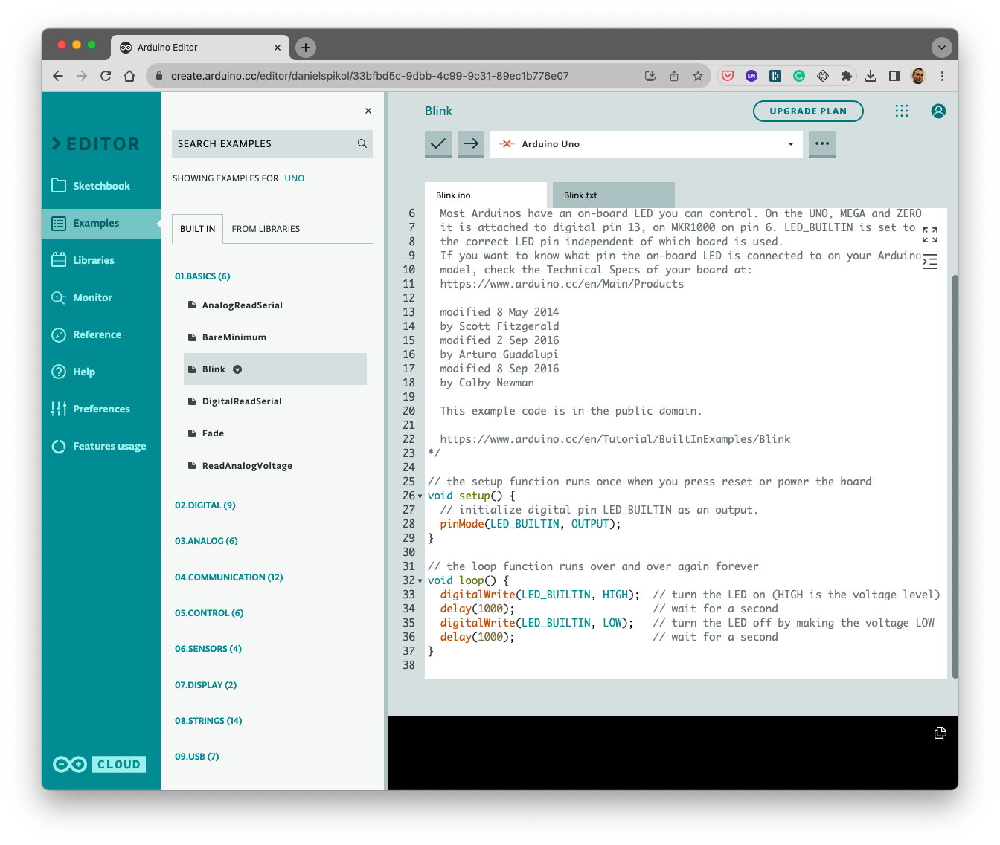 Arduino Editor
create.arduino.cc/editor/danielspikol/33bfbd5c-9dbb-4c99-9c31-89ec1b776e07
EN
EDITOR
Sketchbook
Examples
Libraries
Monitor
Reference
Help
Preferences
Features usage
CLOUD
SEARCH EXAMPLES
SHOWING EXAMPLES FOR UNO
BUILT IN
FROM LIBRARIES
01.BASICS (6)
AnalogReadSerial
BareMinimum
Blink
DigitalReadSerial
Fade
ReadAnalogVoltage
02.DIGITAL (9)
03.ANALOG (6)
04.COMMUNICATION (12)
05.CONTROL (6)
06.SENSORS (4)
07.DISPLAY (2)
08.STRINGS (14)
09.USB (7)
Blink
UPGRADE PLAN
Arduino Uno
Blink.ino
Blink.txt
6 Most Arduinos have an on-board LED you can control. On the UNO, MEGA and ZERO
7 it is attached to digital pin 13, on MKR1000 on pin 6. LED_BUILTIN is set to
8 the correct LED pin independent of which board is used.
9 If you want to know what pin the on-board LED is connected to on your Arduino
10 model, check the Technical Specs of your board at:
11 https://www.arduino.cc/en/Main/Products
12
13 modified 8 May 2014
14 by Scott Fitzgerald
15 modified 2 Sep 2016
16 by Arturo Guadalupi
17 modified 8 Sep 2016
18 by Colby Newman
19
20 This example code is in the public domain.
21
22 https://www.arduino.cc/en/Tutorial/BuiltInExamples/Blink
23 */
24
25 // the setup function runs once when you press reset or power the board
26 void setup() {
27 // initialize digital pin LED_BUILTIN as an output.
28 pinMode(LED_BUILTIN, OUTPUT);
29 }
30
31 // the loop function runs over and over again forever
32 void loop() {
33 digitalWrite(LED_BUILTIN, HIGH); // turn the LED on (HIGH is the voltage level)
34 delay(1000); // wait for a second
35 digitalWrite(LED_BUILTIN, LOW); // turn the LED off by making the voltage LOW
36 delay(1000); // wait for a second
37 }
38